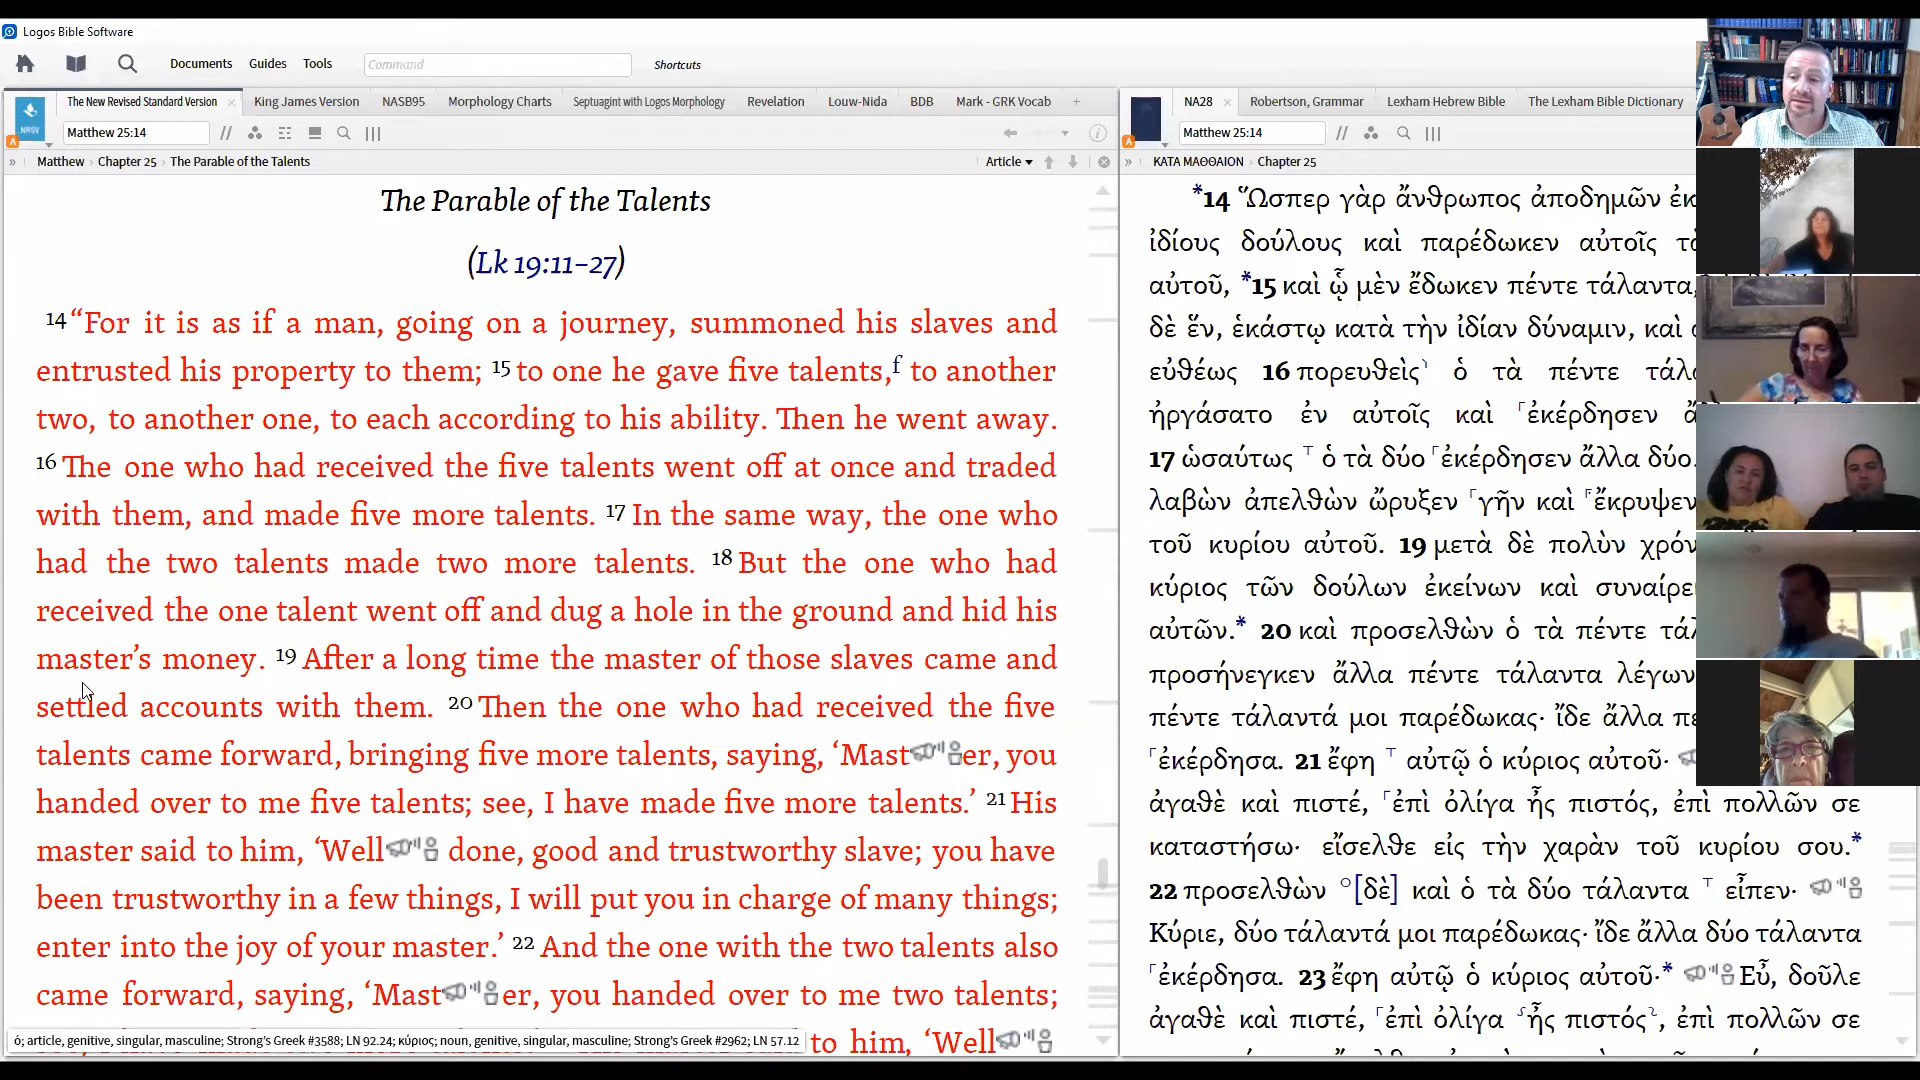 Logos Bible Software
Documents Guides Tools Command Shortcuts
The New Revised Standard Version King James Version NASB95 Morphology Charts Septuagint with Logos Morphology Revelation Louw-Nida BDB Mark - GRK Vocab
NRSV
Matthew 25:14
Matthew › Chapter 25 › The Parable of the Talents
Article
The Parable of the Talents
(Lk 19:11–27)
14 “For it is as if a man, going on a journey, summoned his slaves and
entrusted his property to them; 15 to one he gave five talents,f to another
two, to another one, to each according to his ability. Then he went away.
16 The one who had received the five talents went off at once and traded
with them, and made five more talents. 17 In the same way, the one who
had the two talents made two more talents. 18 But the one who had
received the one talent went off and dug a hole in the ground and hid his
master’s money. 19 After a long time the master of those slaves came and
settled accounts with them. 20 Then the one who had received the five
talents came forward, bringing five more talents, saying, ‘Master, you
handed over to me five talents; see, I have made five more talents.’ 21 His
master said to him, ‘Well done, good and trustworthy slave; you have
been trustworthy in a few things, I will put you in charge of many things;
enter into the joy of your master.’ 22 And the one with the two talents also
came forward, saying, ‘Master, you handed over to me two talents;
to him, ‘Well
ὁ; article, genitive, singular, masculine; Strong’s Greek #3588; LN 92.24; κύριος; noun, genitive, singular, masculine; Strong’s Greek #2962; LN 57.12
NA28 Robertson, Grammar Lexham Hebrew Bible The Lexham Bible Dictionary
Matthew 25:14
ΚΑΤΑ ΜΑΘΘΑΙΟΝ › Chapter 25
*14 Ὥσπερ γὰρ ἄνθρωπος ἀποδημῶν ἐκ
ἰδίους δούλους καὶ παρέδωκεν αὐτοῖς τὰ
αὐτοῦ, *15 καὶ ᾧ μὲν ἔδωκεν πέντε τάλαντα,
δὲ ἕν, ἑκάστῳ κατὰ τὴν ἰδίαν δύναμιν, καὶ
εὐθέως 16 πορευθεὶς⸃ ὁ τὰ πέντε τάλ
ἠργάσατο ἐν αὐτοῖς καὶ ⸀ἐκέρδησεν
17 ὡσαύτως ⸆ ὁ τὰ δύο ⸀ἐκέρδησεν ἄλλα δύο.
λαβὼν ἀπελθὼν ὤρυξεν ⸀γῆν καὶ ⸀ἔκρυψεν
τοῦ κυρίου αὐτοῦ. 19 μετὰ δὲ πολὺν χρόν
κύριος τῶν δούλων ἐκείνων καὶ συναίρει
αὐτῶν.* 20 καὶ προσελθὼν ὁ τὰ πέντε τάλ
προσήνεγκεν ἄλλα πέντε τάλαντα λέγων
πέντε τάλαντά μοι παρέδωκας· ἴδε ἄλλα πέ
⸀ἐκέρδησα. 21 ἔφη ⸆ αὐτῷ ὁ κύριος αὐτοῦ·
ἀγαθὲ καὶ πιστέ, ⸀ἐπὶ ὀλίγα ἦς πιστός, ἐπὶ πολλῶν σε
καταστήσω· εἴσελθε εἰς τὴν χαρὰν τοῦ κυρίου σου.*
22 προσελθὼν ⸰[δὲ] καὶ ὁ τὰ δύο τάλαντα ⸆ εἶπεν·
Κύριε, δύο τάλαντά μοι παρέδωκας· ἴδε ἄλλα δύο τάλαντα
⸀ἐκέρδησα. 23 ἔφη αὐτῷ ὁ κύριος αὐτοῦ·* Εὖ, δοῦλε
ἀγαθὲ καὶ πιστέ, ⸀ἐπὶ ὀλίγα ⸉ἦς πιστός⸊, ἐπὶ πολλῶν σε